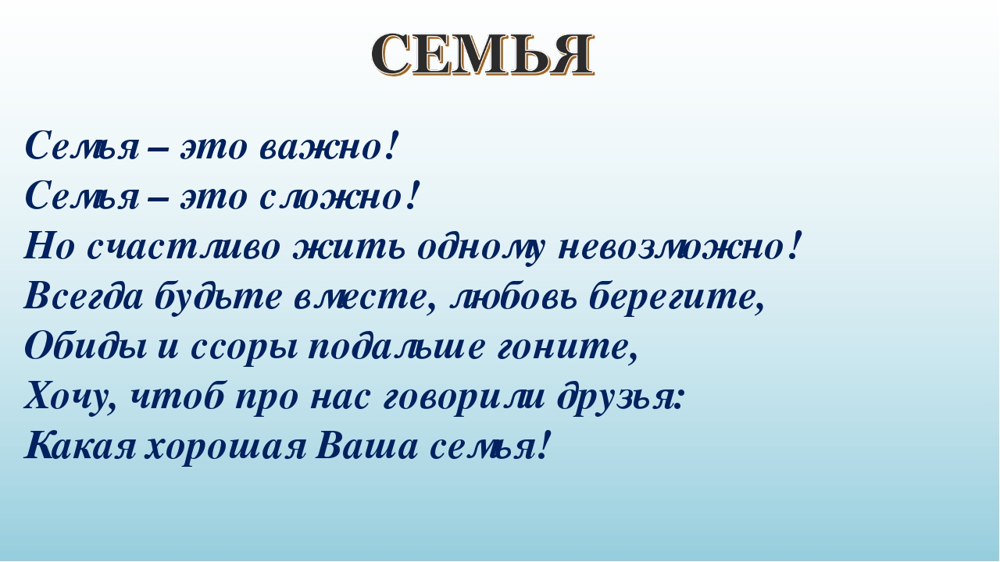 СЕМЬЯ
Семья – это важно!
Семья – это сложно!
Но счастливо жить одному невозможно!
Всегда будьте вместе, любовь берегите,
Обиды и ссоры подальше гоните,
Хочу, чтоб про нас говорили друзья:
Какая хорошая Ваша семья!